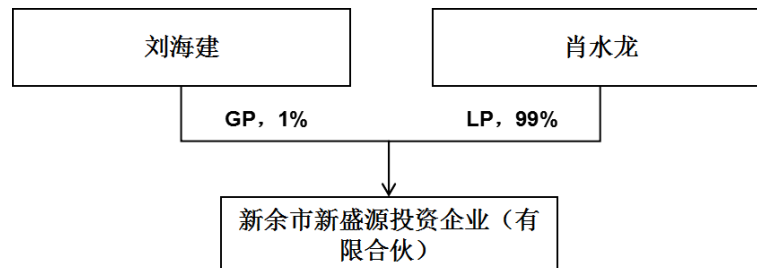 刘海建
肖水龙
GP，1%
LP，99%
新余市新盛源投资企业（有
限合伙）